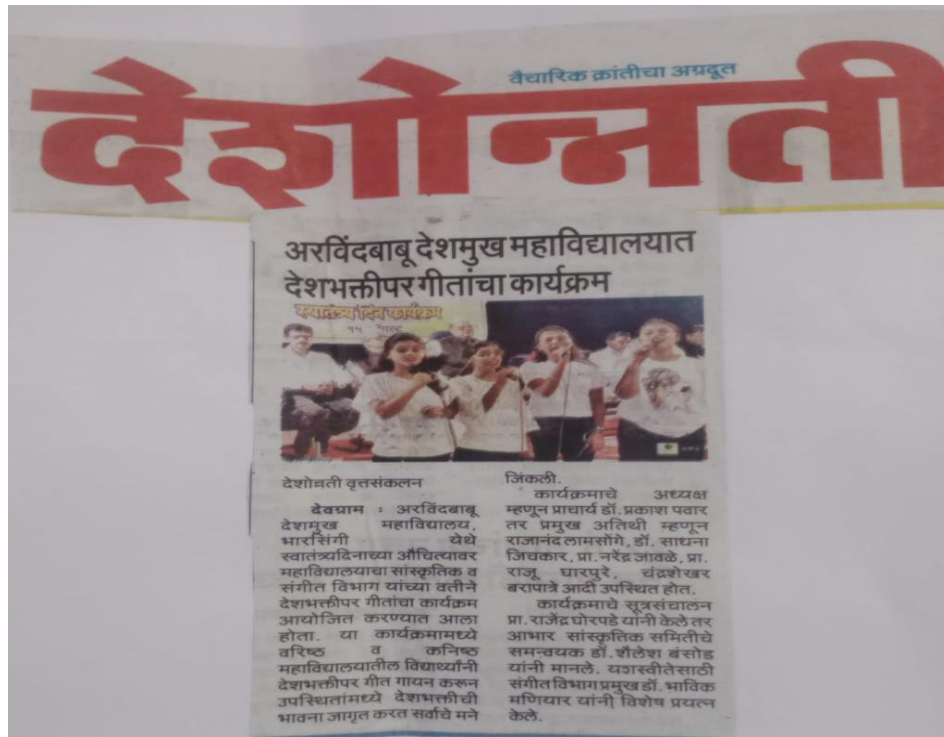 वैचारिक क्रांतीचा अग्रदूत
देशोन्नती
अरविंदबाबू देशमुख महाविद्यालयात
देशभक्तीपर गीतांचा कार्यक्रम
स्वातंत्र्य दिन कार्यक्रम
१५
देशोन्नती वृत्तसंकलन
देवग्राम : अरविंदबाबू
देशमुख महाविद्यालय,
भारसिंगी येथे
स्वातंत्र्यदिनाच्या औचित्यावर
महाविद्यालयाचा सांस्कृतिक व
संगीत विभाग यांच्या वतीने
देशभक्तीपर गीतांचा कार्यक्रम
आयोजित करण्यात आला
होता. या कार्यक्रमामध्ये
वरिष्ठ व कनिष्ठ
महाविद्यालयातील विद्यार्थ्यांनी
देशभक्तीपर गीत गायन करून
उपस्थितांमध्ये देशभक्तीची
भावना जागृत करत सर्वाचे मने
जिंकली.
कार्यक्रमाचे अध्यक्ष
म्हणून प्राचार्य डॉ. प्रकाश पवार
तर प्रमुख अतिथी म्हणून
राजानंद लामसोंगे, डॉ. साधना
जिचकार, प्रा. नरेंद्र जावळे, प्रा.
राजू घारपुरे, चंद्रशेखर
बरापात्रे आदी उपस्थित होत.
कार्यक्रमाचे सूत्रसंचालन
प्रा. राजेंद्र घोरपडे यांनी केले तर
आभार सांस्कृतिक समितीचे
समन्वयक डॉ. शैलेश बंसोड
यांनी मानले. यशस्वीतेसाठी
संगीत विभाग प्रमुख डॉ. भाविक
मणियार यांनी विशेष प्रयत्न
केले.